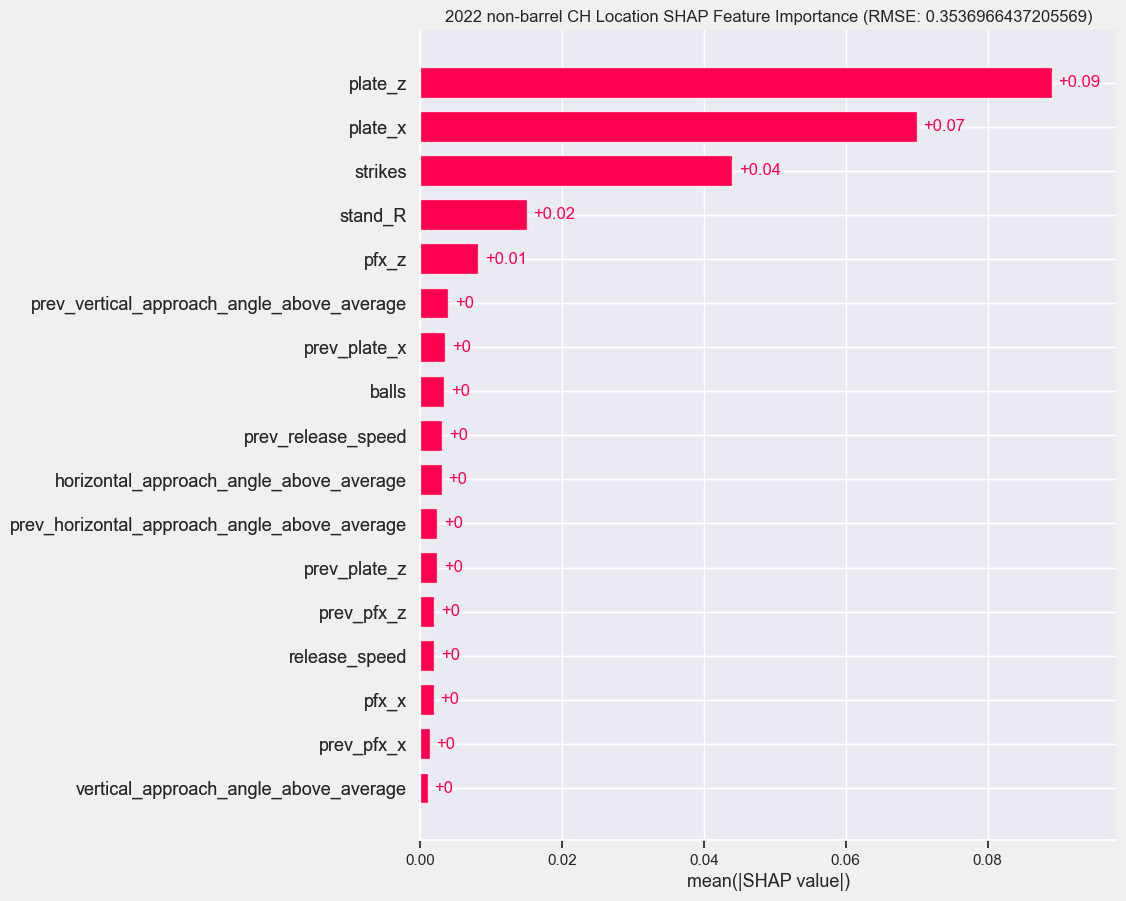 2022 non-barrel CH Location SHAP Feature Importance (RMSE: 0.3536966437205569)
plate_z +0.09
plate_x +0.07
strikes +0.04
stand_R +0.02
pfx_z +0.01
prev_vertical_approach_angle_above_average +0
prev_plate_x +0
balls +0
prev_release_speed +0
horizontal_approach_angle_above_average +0
prev_horizontal_approach_angle_above_average +0
prev_plate_z +0
prev_pfx_z +0
release_speed +0
pfx_x +0
prev_pfx_x +0
vertical_approach_angle_above_average +0
0.00 0.02 0.04 0.06 0.08
mean(|SHAP value|)